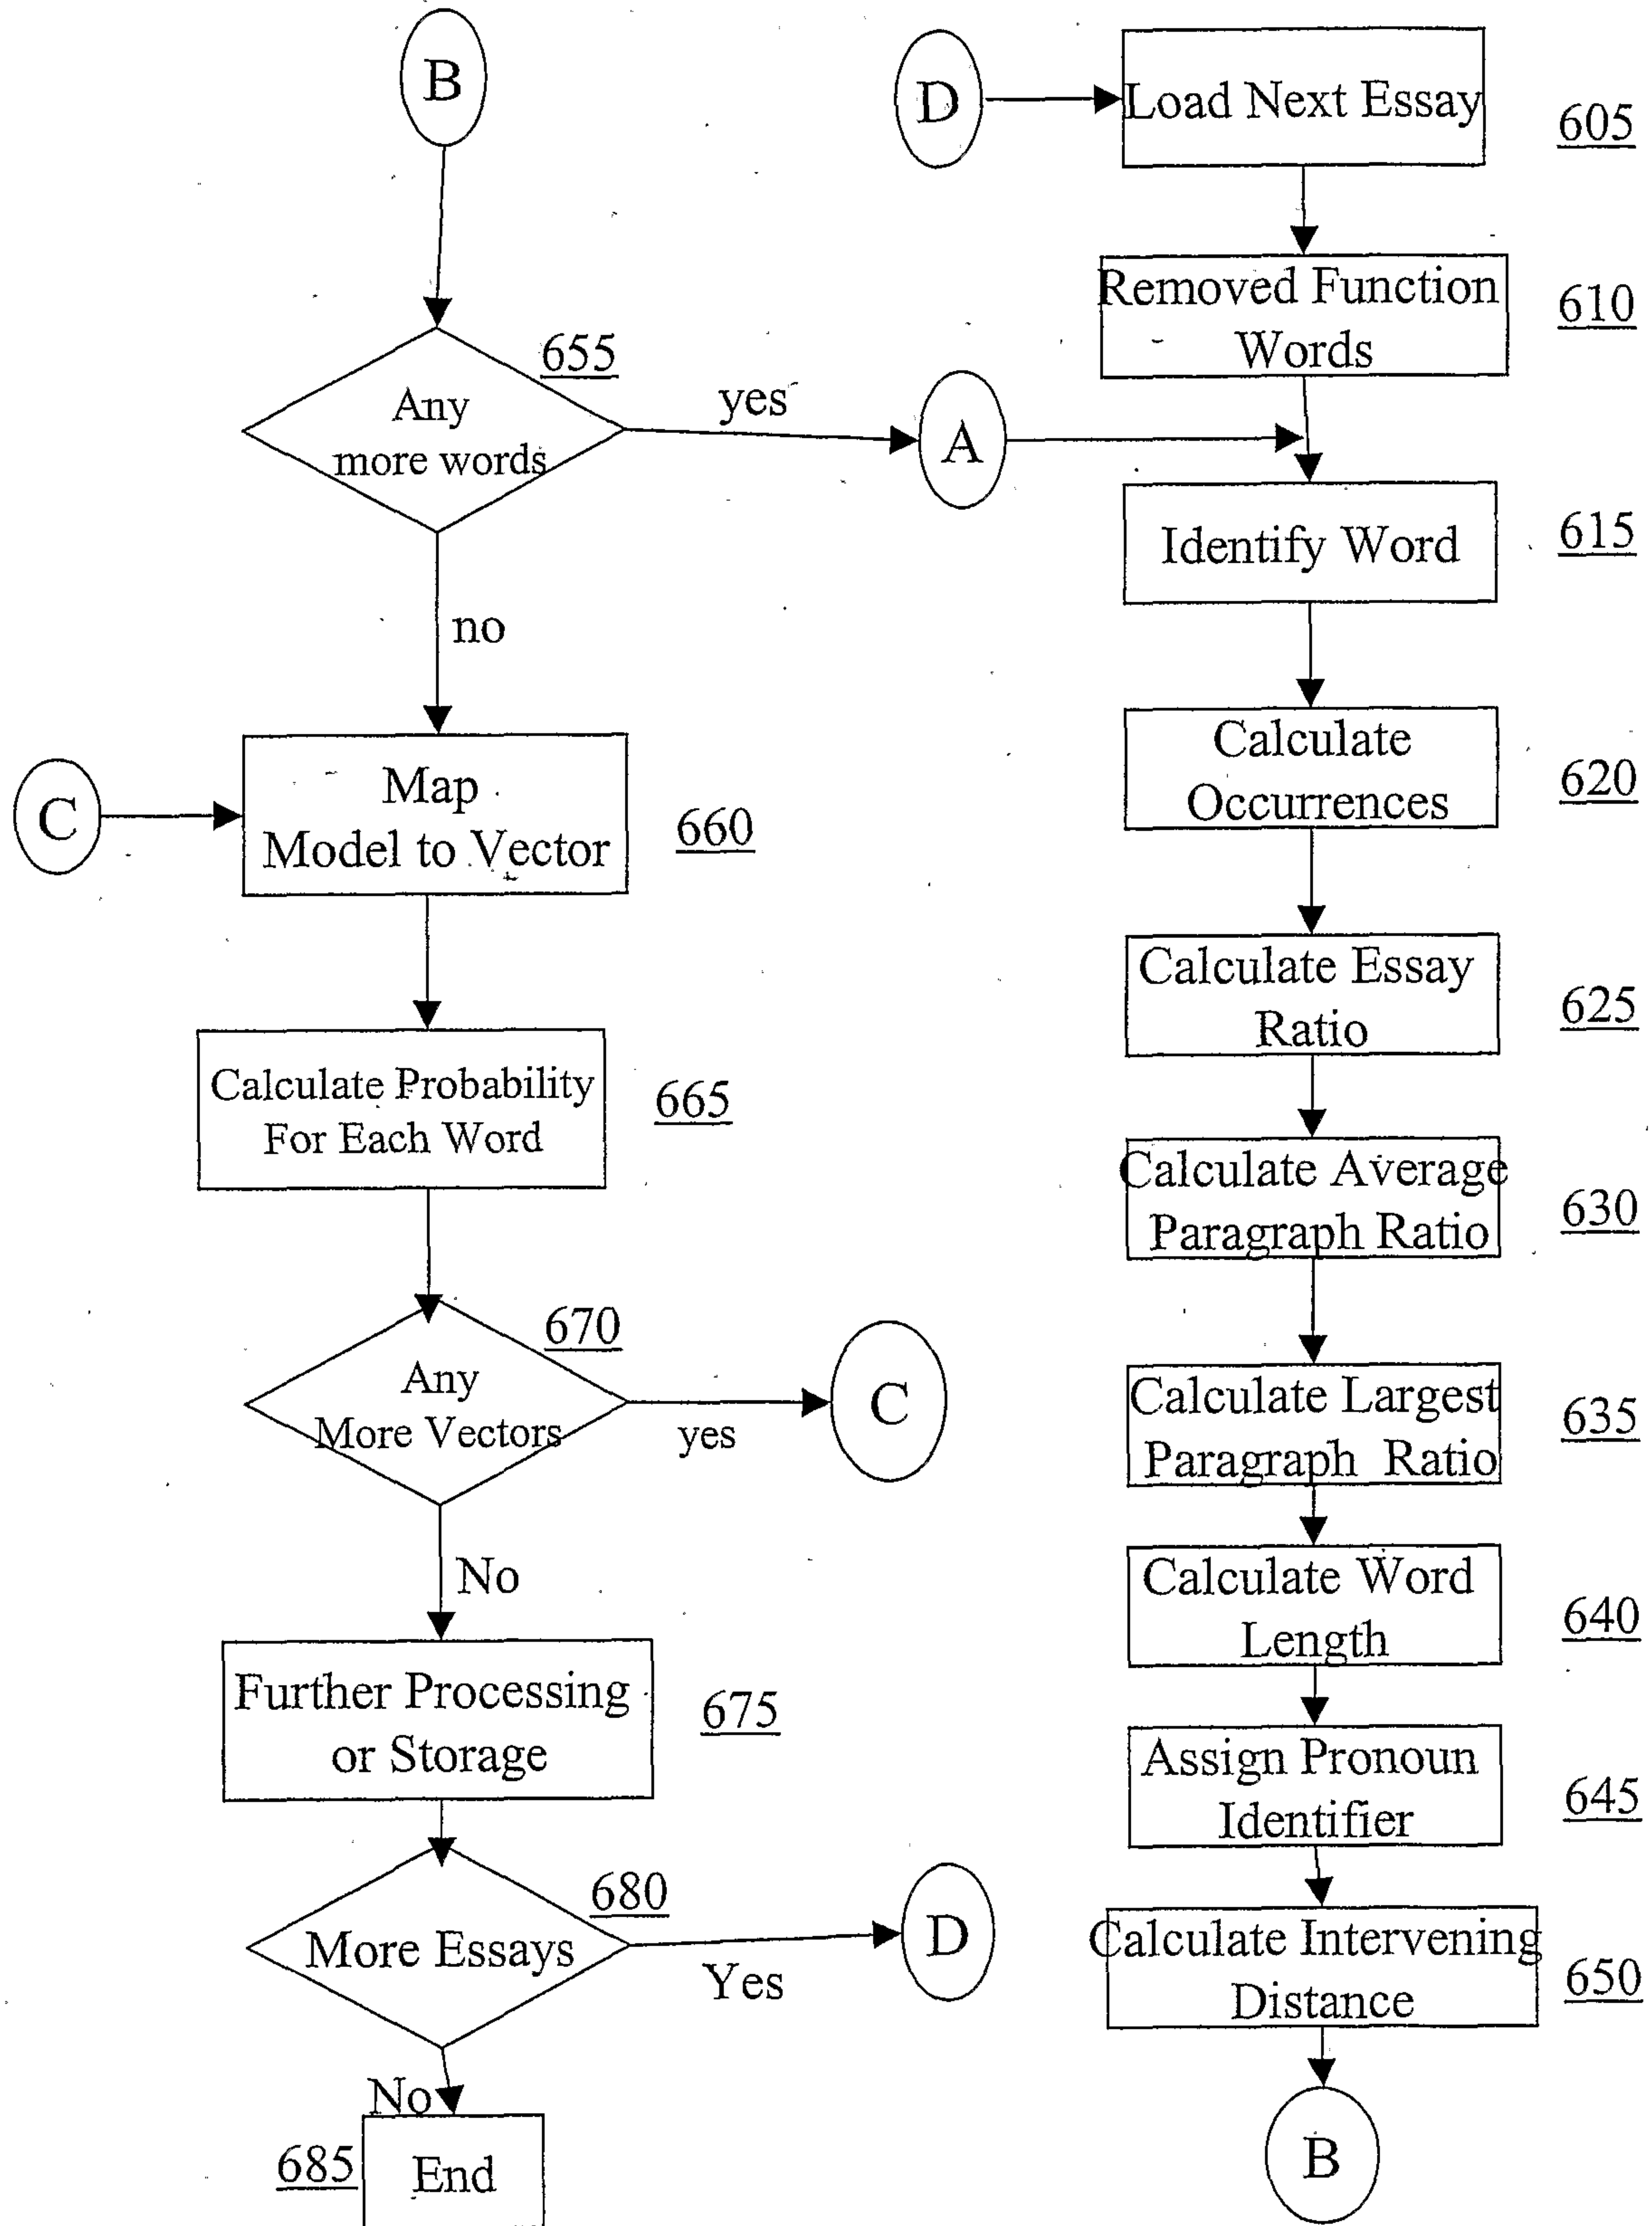 B
D
Load Next Essay
605
Removed Function
Words
610
655
Any
more words
yes
A
Identify Word
615
no
Calculate
Occurrences
620
C
Map
Model to Vector
660
Calculate Essay
Ratio
625
Calculate Probability
For Each Word
665
Calculate Average
Paragraph Ratio
630
670
Any
More Vectors
yes
C
Calculate Largest
Paragraph Ratio
635
No
Calculate Word
Length
640
Further Processing
or Storage
675
Assign Pronoun
Identifier
645
680
More Essays
Yes
D
Calculate Intervening
Distance
650
No
685
End
B